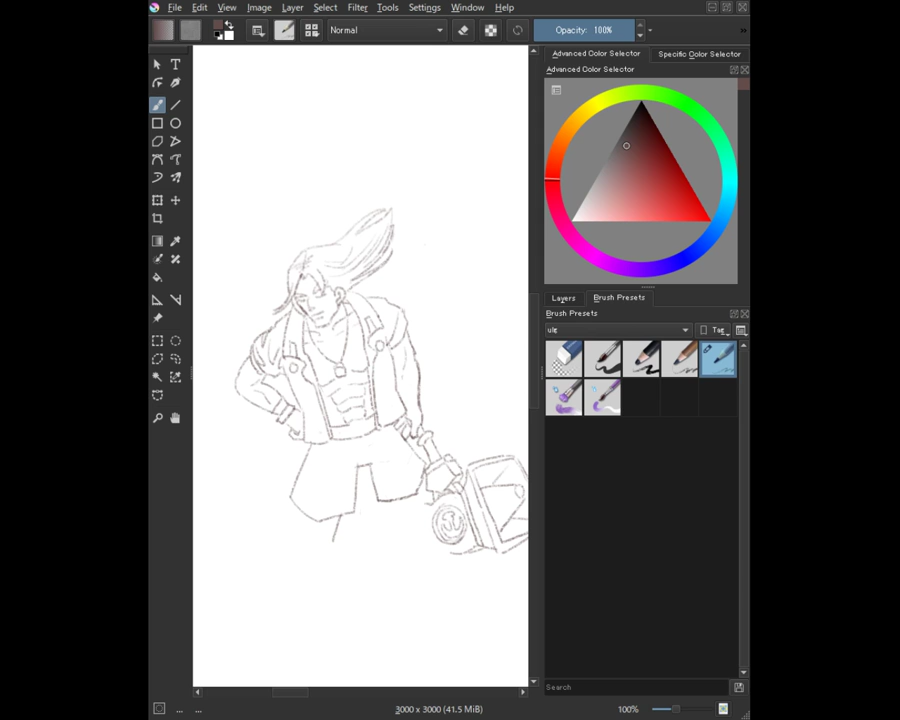 File Edit View Image Layer Select Filter Tools Settings Window Help
Normal Opacity: 100%
Advanced Color Selector Specific Color Selector
Advanced Color Selector
Layers Brush Presets
Brush Presets
Tag
Search
... ... 3000 x 3000 (41.5 MiB) 100%